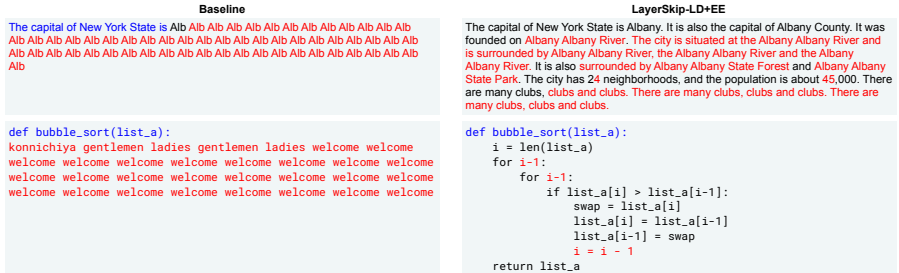 Baseline
The capital of New York State is Alb Alb Alb Alb Alb Alb Alb Alb Alb Alb Alb Alb Alb
Alb Alb Alb Alb Alb Alb Alb Alb Alb Alb Alb Alb Alb Alb Alb Alb Alb Alb Alb Alb Alb
Alb Alb Alb Alb Alb Alb Alb Alb Alb Alb Alb Alb Alb Alb Alb Alb Alb Alb Alb Alb Alb
Alb
def bubble_sort(list_a):
konnichiya gentlemen ladies gentlemen ladies welcome welcome
welcome welcome welcome welcome welcome welcome welcome welcome
welcome welcome welcome welcome welcome welcome welcome welcome
welcome welcome welcome welcome welcome welcome welcome welcome
LayerSkip-LD+EE
The capital of New York State is Albany. It is also the capital of Albany County. It was
founded on Albany Albany River. The city is situated at the Albany Albany River and
is surrounded by Albany Albany River, the Albany Albany River and the Albany
Albany River. It is also surrounded by Albany Albany State Forest and Albany Albany
State Park. The city has 24 neighborhoods, and the population is about 45,000. There
are many clubs, clubs and clubs. There are many clubs, clubs and clubs. There are
many clubs, clubs and clubs.
def bubble_sort(list_a):
    i = len(list_a)
    for i-1:
        for i-1:
            if list_a[i] > list_a[i-1]:
                swap = list_a[i]
                list_a[i] = list_a[i-1]
                list_a[i-1] = swap
                i = i - 1
    return list_a